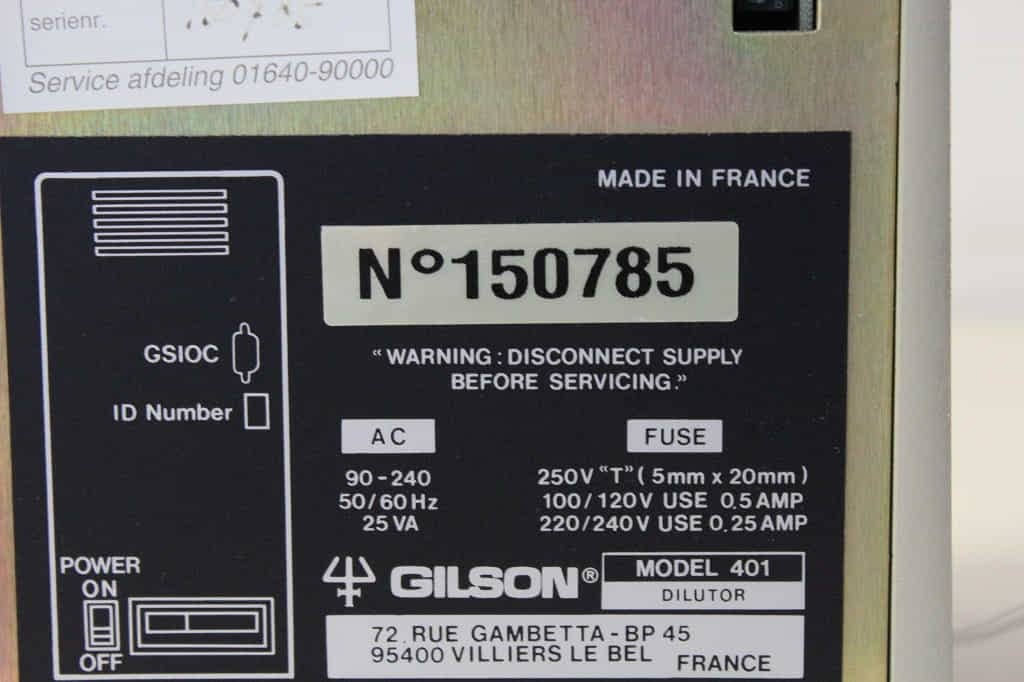 serienr.
Service afdeling 01640-90000
MADE IN FRANCE
N°150785
GSIOC
"WARNING : DISCONNECT SUPPLY
BEFORE SERVICING."
ID Number
AC
FUSE
90-240
50/60 Hz
25 VA
250V "T" ( 5mm x 20mm )
100/120V USE 0.5 AMP
220/240V USE 0.25 AMP
POWER
ON
OFF
GILSON®
MODEL 401
DILUTOR
72. RUE GAMBETTA - BP 45
95400 VILLIERS LE BEL FRANCE